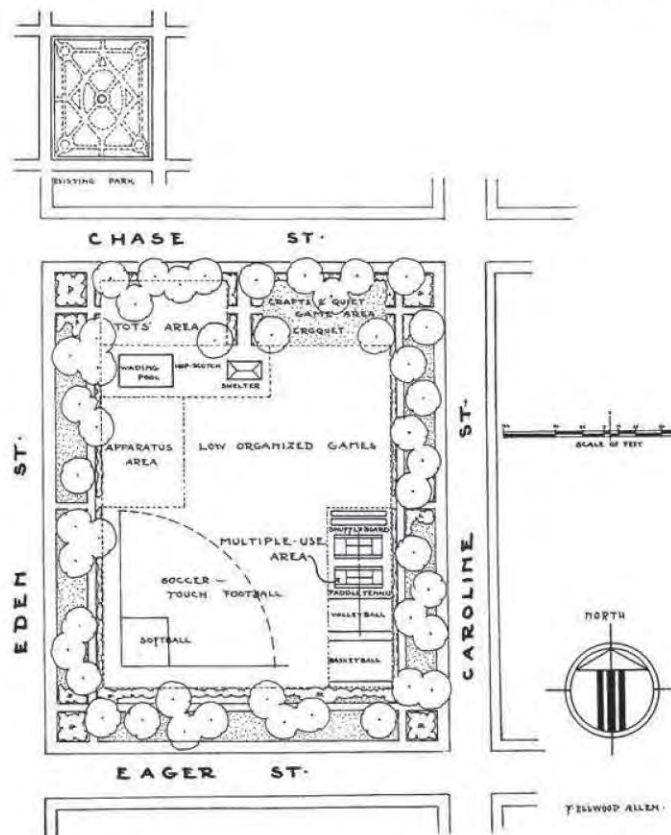 EXISTING PARK
CHASE ST.
TOTS' AREA
CRAFTS & QUIET
GAME AREA
CROQUET
WADING
POOL
HOP-SCOTCH
SHELTER
APPARATUS
AREA
LOW ORGANIZED GAMES
EDEN ST.
CAROLINE ST.
SCALE OF FEET
SHUFFLEBOARD
MULTIPLE-USE
AREA
PADDLE TENNIS
SOCCER-
TOUCH FOOTBALL
VOLLEYBALL
SOFTBALL
BASKETBALL
NORTH
EAGER ST.
F. ELLWOOD ALLEN.